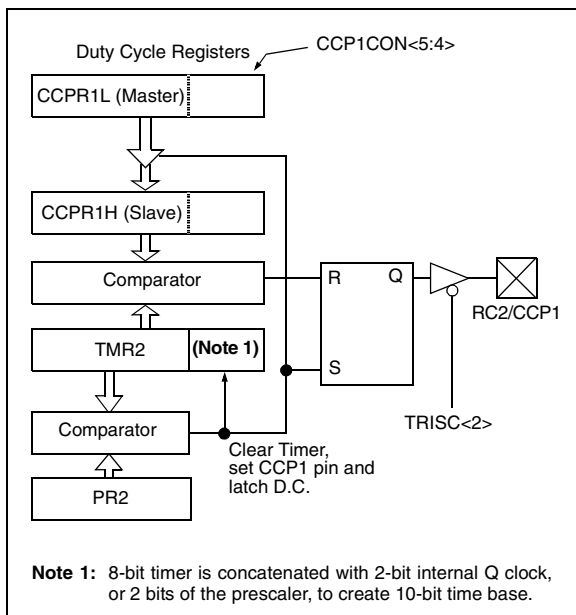 Duty Cycle Registers
CCP1CON<5:4>
CCPR1L (Master)
CCPR1H (Slave)
Comparator
R
Q
RC2/CCP1
TMR2
(Note 1)
S
TRISC<2>
Comparator
Clear Timer,
set CCP1 pin and
latch D.C.
PR2
Note 1: 8-bit timer is concatenated with 2-bit internal Q clock,
or 2 bits of the prescaler, to create 10-bit time base.